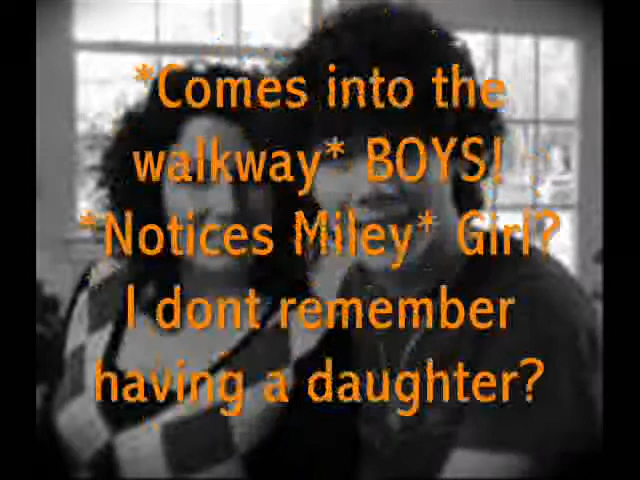 *Comes into the
walkway* BOYS!
*Notices Miley* Girl?
I dont remember
having a daughter?